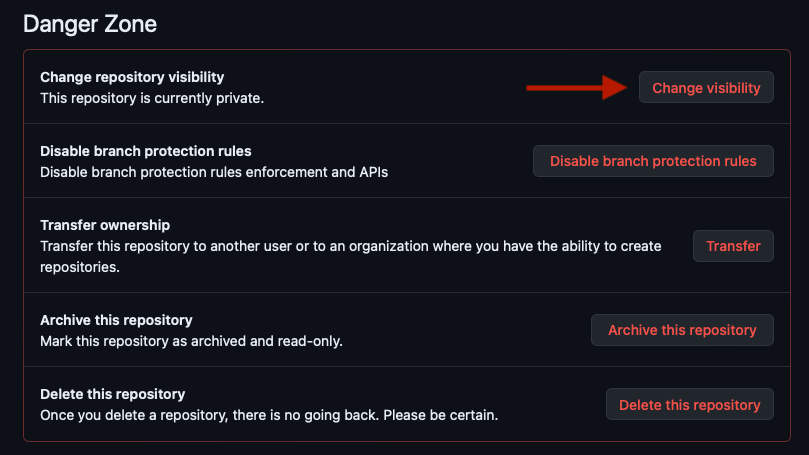 Danger Zone
Change repository visibility
This repository is currently private.
Change visibility
Disable branch protection rules
Disable branch protection rules enforcement and APIs
Disable branch protection rules
Transfer ownership
Transfer this repository to another user or to an organization where you have the ability to create
repositories.
Transfer
Archive this repository
Mark this repository as archived and read-only.
Archive this repository
Delete this repository
Once you delete a repository, there is no going back. Please be certain.
Delete this repository